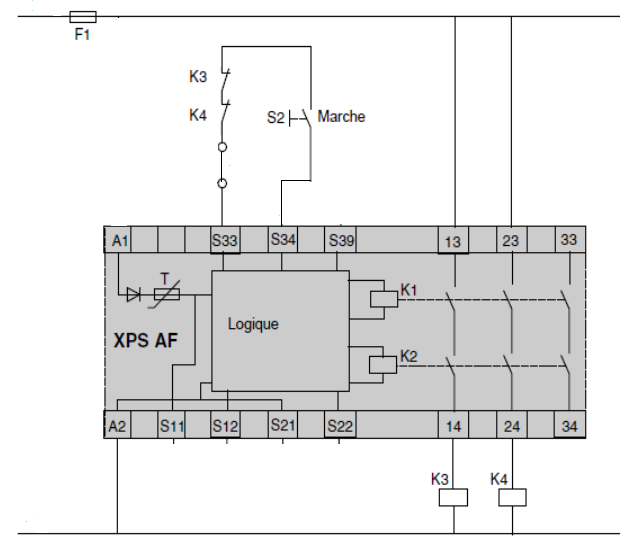 F1
K3
K4
S2 Marche
A1 S33 S34 S39 13 23 33
T
K1
Logique
XPS AF
K2
A2 S11 S12 S21 S22 14 24 34
K3 K4